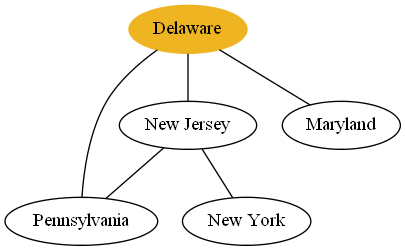 Delaware
New Jersey
Maryland
Pennsylvania
New York